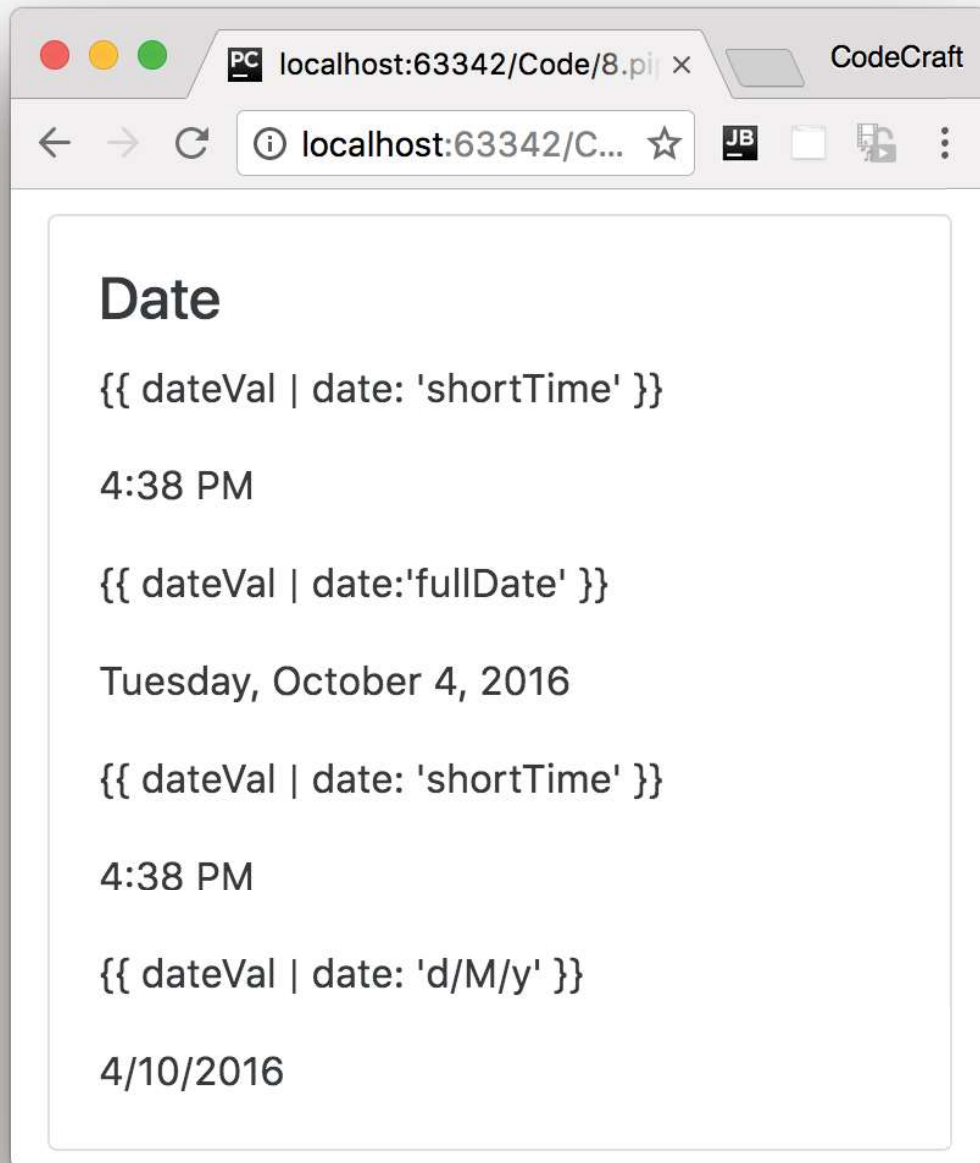 PC localhost:63342/Code/8.pi
CodeCraft
localhost:63342/C...
JB
Date
{{ dateVal | date: 'shortTime' }}
4:38 PM
{{ dateVal | date:'fullDate' }}
Tuesday, October 4, 2016
{{ dateVal | date: 'shortTime' }}
4:38 PM
{{ dateVal | date: 'd/M/y' }}
4/10/2016